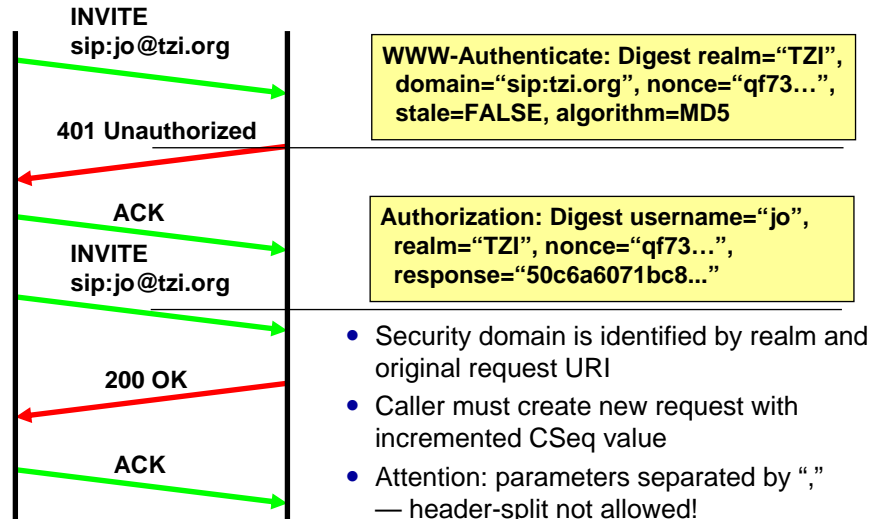 INVITE
sip:jo@tzi.org
WWW-Authenticate: Digest realm=“TZI”,
domain=“sip:tzi.org”, nonce=“qf73…”,
stale=FALSE, algorithm=MD5
401 Unauthorized
ACK
Authorization: Digest username=“jo”,
realm=“TZI”, nonce=“qf73…”,
response=“50c6a6071bc8...”
INVITE
sip:jo@tzi.org
• Security domain is identified by realm and
original request URI
200 OK
• Caller must create new request with
incremented CSeq value
ACK
• Attention: parameters separated by “,”
— header-split not allowed!